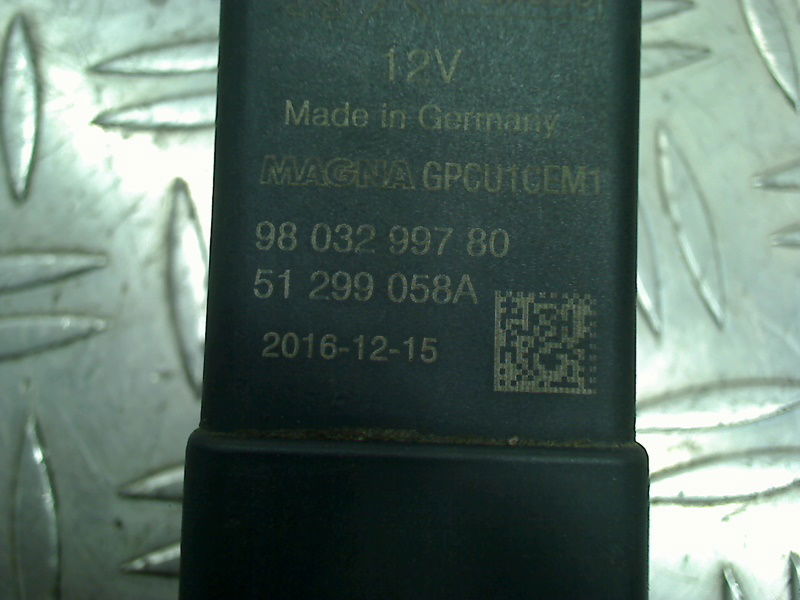 12V
Made in Germany
MAGNA GPCU1CEM1
98 032 997 80
51 299 058A
2016-12-15